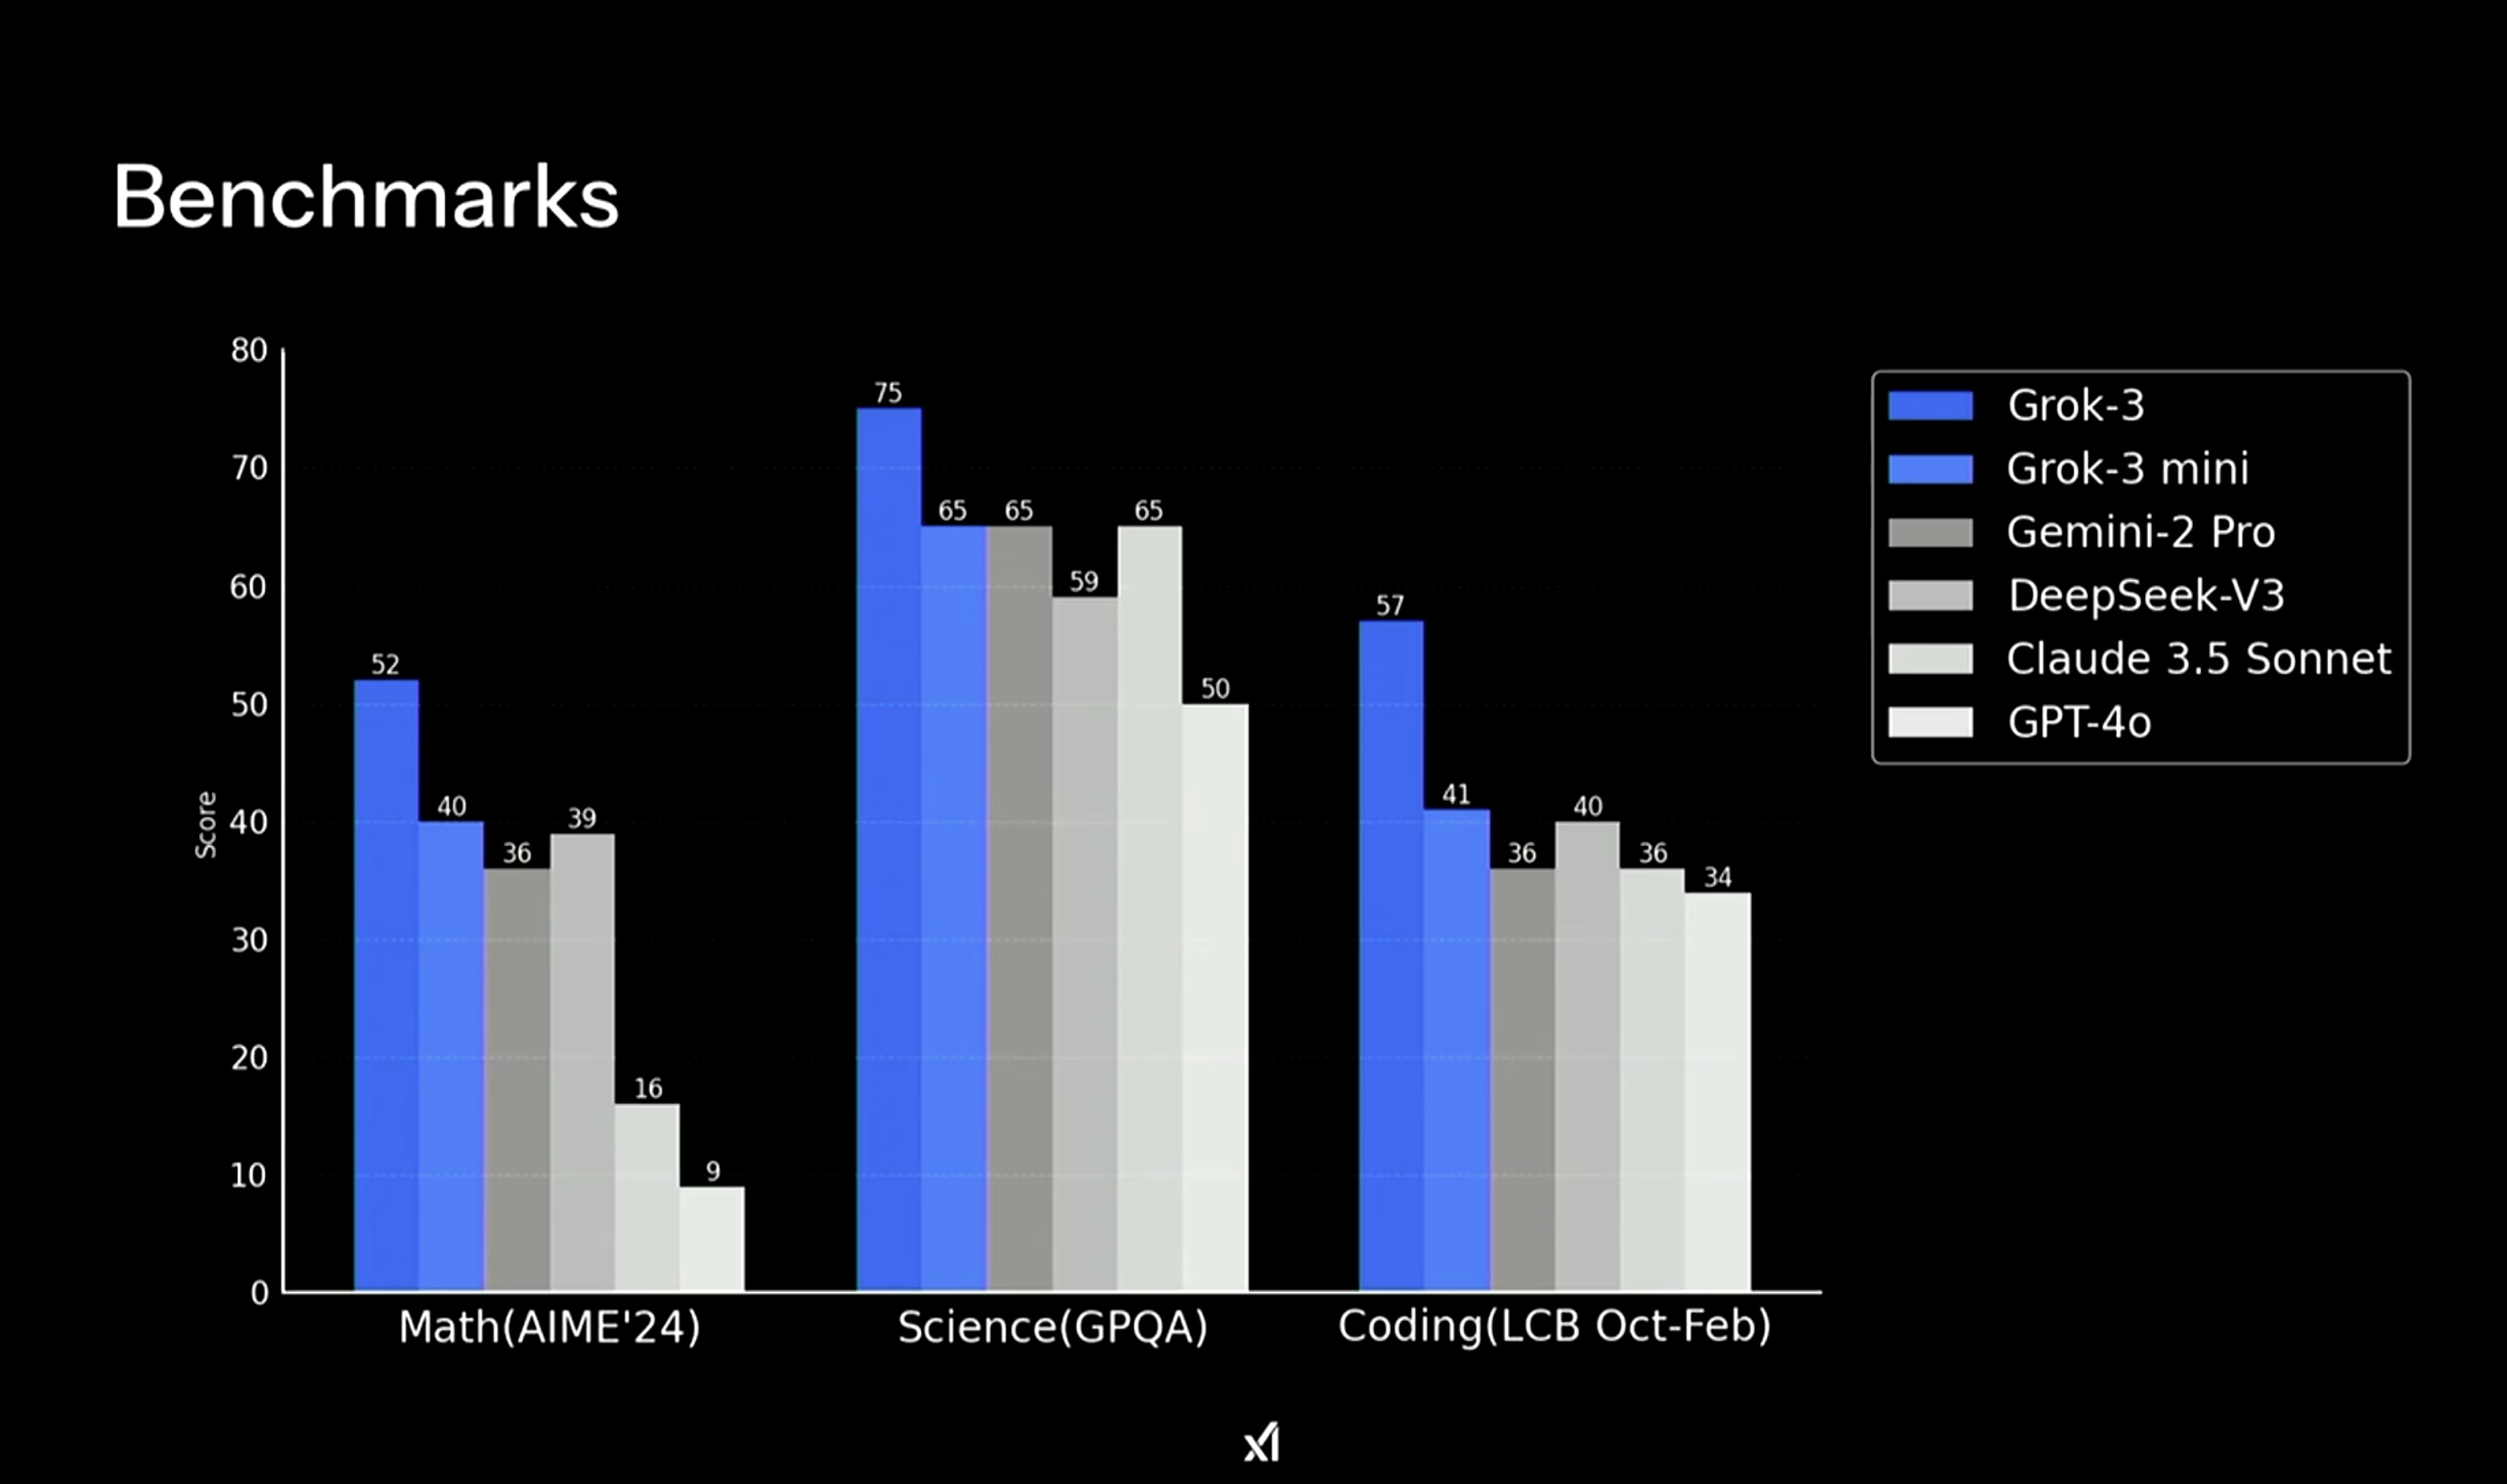 Benchmarks
80
70
60
50
40
30
20
10
0
Score
52
40
36
39
16
9
75
65
65
59
65
50
57
41
36
40
36
34
Math(AIME'24)
Science(GPQA)
Coding(LCB Oct-Feb)
Grok-3
Grok-3 mini
Gemini-2 Pro
DeepSeek-V3
Claude 3.5 Sonnet
GPT-4o
xI